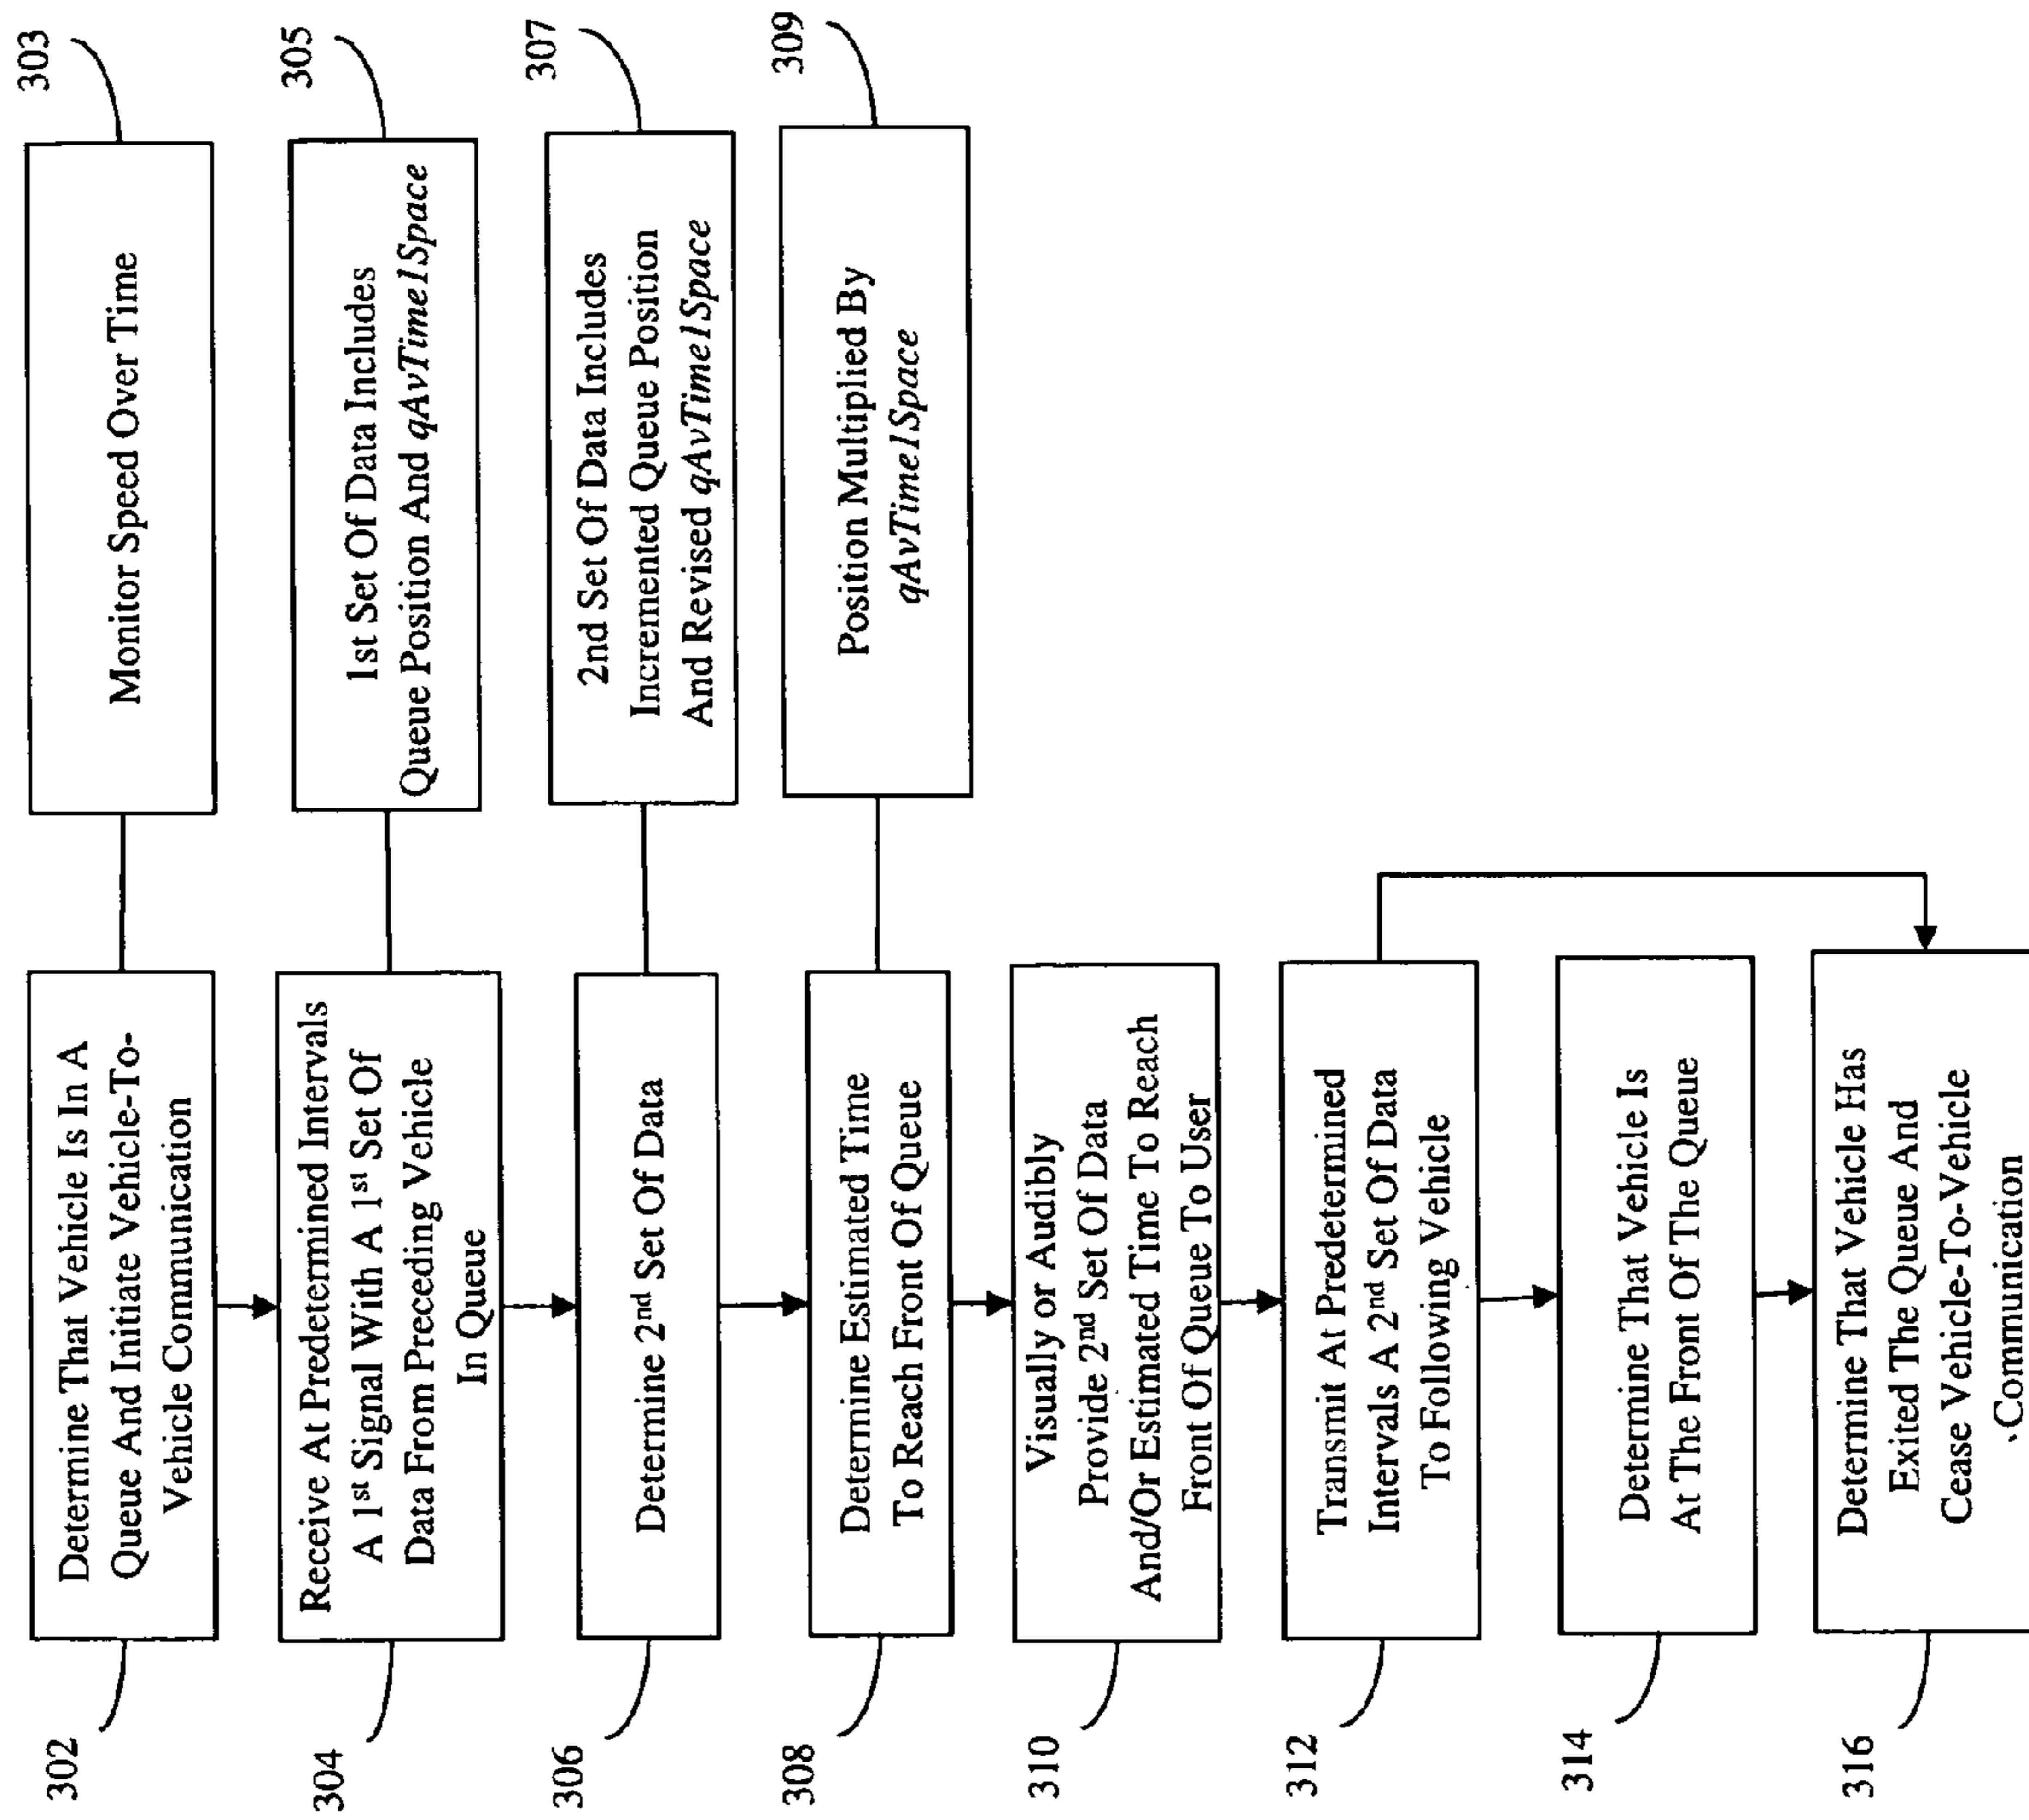 302
Determine That Vehicle Is In A
Queue And Initiate Vehicle-To-
Vehicle Communication
303
Monitor Speed Over Time
304
Receive At Predetermined Intervals
A 1st Signal With A 1st Set Of
Data From Preceding Vehicle
In Queue
305
1st Set Of Data Includes
Queue Position And qAvTime1Space
306
Determine 2nd Set Of Data
307
2nd Set Of Data Includes
Incremented Queue Position
And Revised qAvTime1Space
308
Determine Estimated Time
To Reach Front Of Queue
309
Position Multiplied By
qAvTime1Space
310
Visually or Audibly
Provide 2nd Set Of Data
And/Or Estimated Time To Reach
Front Of Queue To User
312
Transmit At Predetermined
Intervals A 2nd Set Of Data
To Following Vehicle
314
Determine That Vehicle Is
At The Front Of The Queue
316
Determine That Vehicle Has
Exited The Queue And
Cease Vehicle-To-Vehicle
Communication